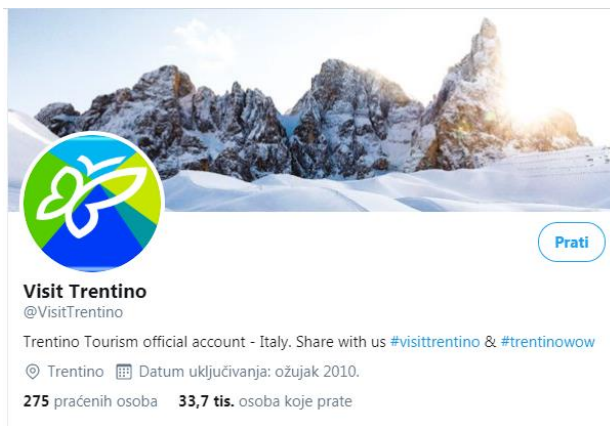 Prati
Visit Trentino
@VisitTrentino
Trentino Tourism official account - Italy. Share with us #visittrentino & #trentinowow
Trentino Datum uključivanja: ožujak 2010.
275 praćenih osoba 33,7 tis. osoba koje prate